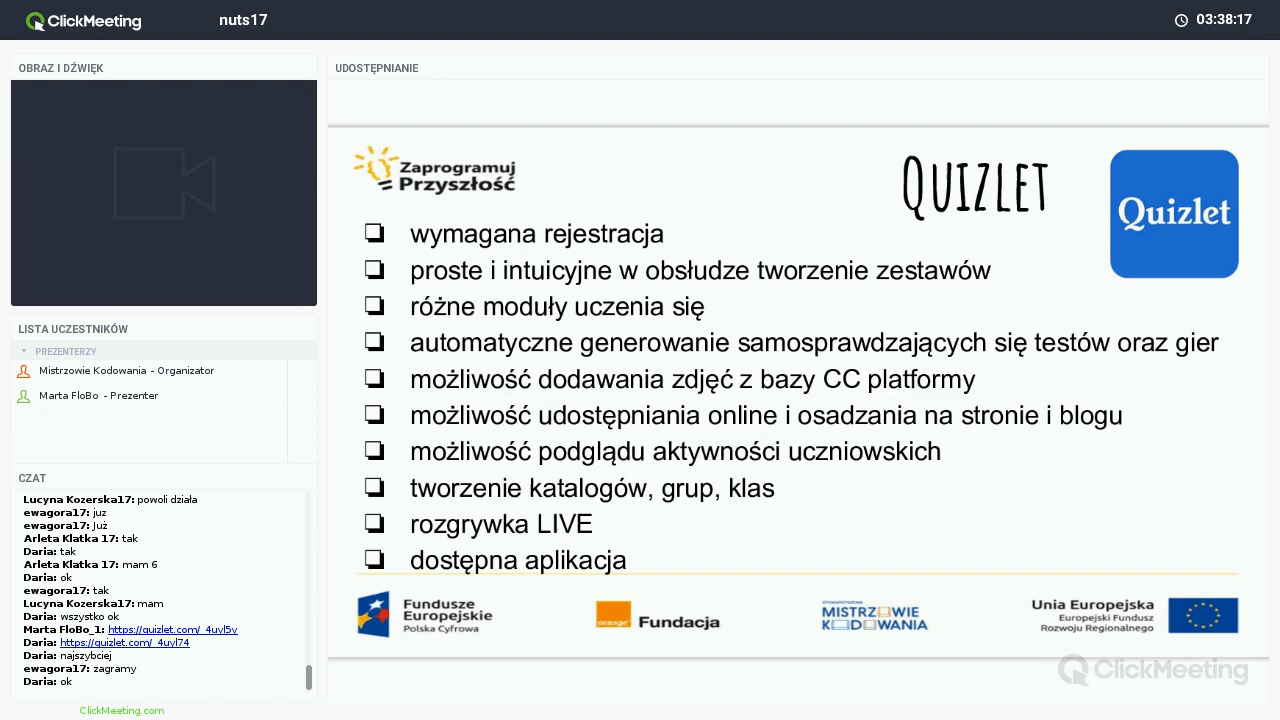 ClickMeeting
nuts17
03:38:17
OBRAZ I DŹWIĘK
LISTA UCZESTNIKÓW
PREZENTERZY
Mistrzowie Kodowania - Organizator
Marta FloBo - Prezenter
CZAT
Lucyna Kozerska17: powoli działa
ewagora17: juz
ewagora17: Już
Arleta Klatka 17: tak
Daria: tak
Arleta Klatka 17: mam 6
Daria: ok
ewagora17: tak
Lucyna Kozerska17: mam
Daria: wszystko ok
Marta FloBo_1: https://quizlet.com/_4uyl5y
Daria: https://quizlet.com/_4uyl74
Daria: najszybciej
ewagora17: zagramy
Daria: ok
ClickMeeting.com
UDOSTĘPNIANIE
Zaprogramuj
Przyszłość
QUIZLET
Quizlet
wymagana rejestracja
proste i intuicyjne w obsłudze tworzenie zestawów
różne moduły uczenia się
automatyczne generowanie samosprawdzających się testów oraz gier
możliwość dodawania zdjęć z bazy CC platformy
możliwość udostępniania online i osadzania na stronie i blogu
możliwość podglądu aktywności uczniowskich
tworzenie katalogów, grup, klas
rozgrywka LIVE
dostępna aplikacja
Fundusze
Europejskie
Polska Cyfrowa
orange
Fundacja
STOWARZYSZENIE
MISTRZOWIE
KODOWANIA
Unia Europejska
Europejski Fundusz
Rozwoju Regionalnego
ClickMeeting